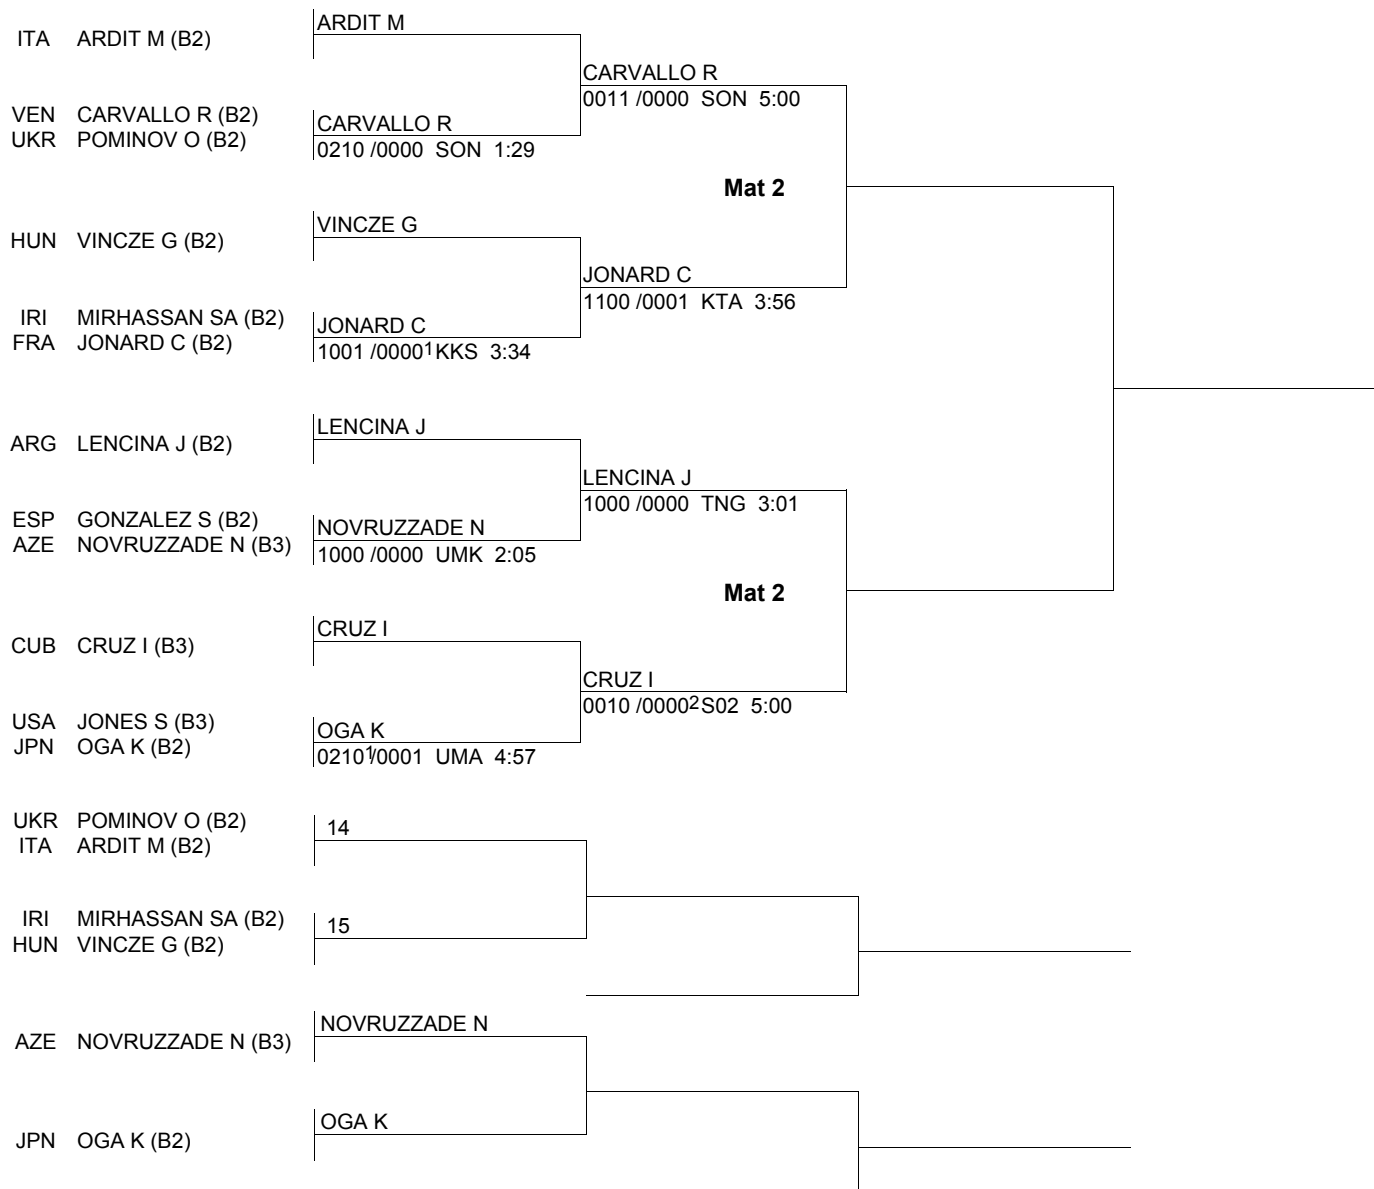 ARDIT M
ITA ARDIT M (B2)
CARVALLO R
0011 /0000 SON 5:00
VEN CARVALLO R (B2)
UKR POMINOV O (B2)
CARVALLO R
0210 /0000 SON 1:29
Mat 2
VINCZE G
HUN VINCZE G (B2)
JONARD C
1100 /0001 KTA 3:56
IRI MIRHASSAN SA (B2)
FRA JONARD C (B2)
JONARD C
1001 /0000¹ KKS 3:34
LENCINA J
ARG LENCINA J (B2)
LENCINA J
1000 /0000 TNG 3:01
ESP GONZALEZ S (B2)
AZE NOVRUZZADE N (B3)
NOVRUZZADE N
1000 /0000 UMK 2:05
Mat 2
CRUZ I
CUB CRUZ I (B3)
CRUZ I
0010 /0000² S02 5:00
USA JONES S (B3)
JPN OGA K (B2)
OGA K
0210¹/0001 UMA 4:57
UKR POMINOV O (B2)
ITA ARDIT M (B2)
14
IRI MIRHASSAN SA (B2)
HUN VINCZE G (B2)
15
NOVRUZZADE N
AZE NOVRUZZADE N (B3)
OGA K
JPN OGA K (B2)